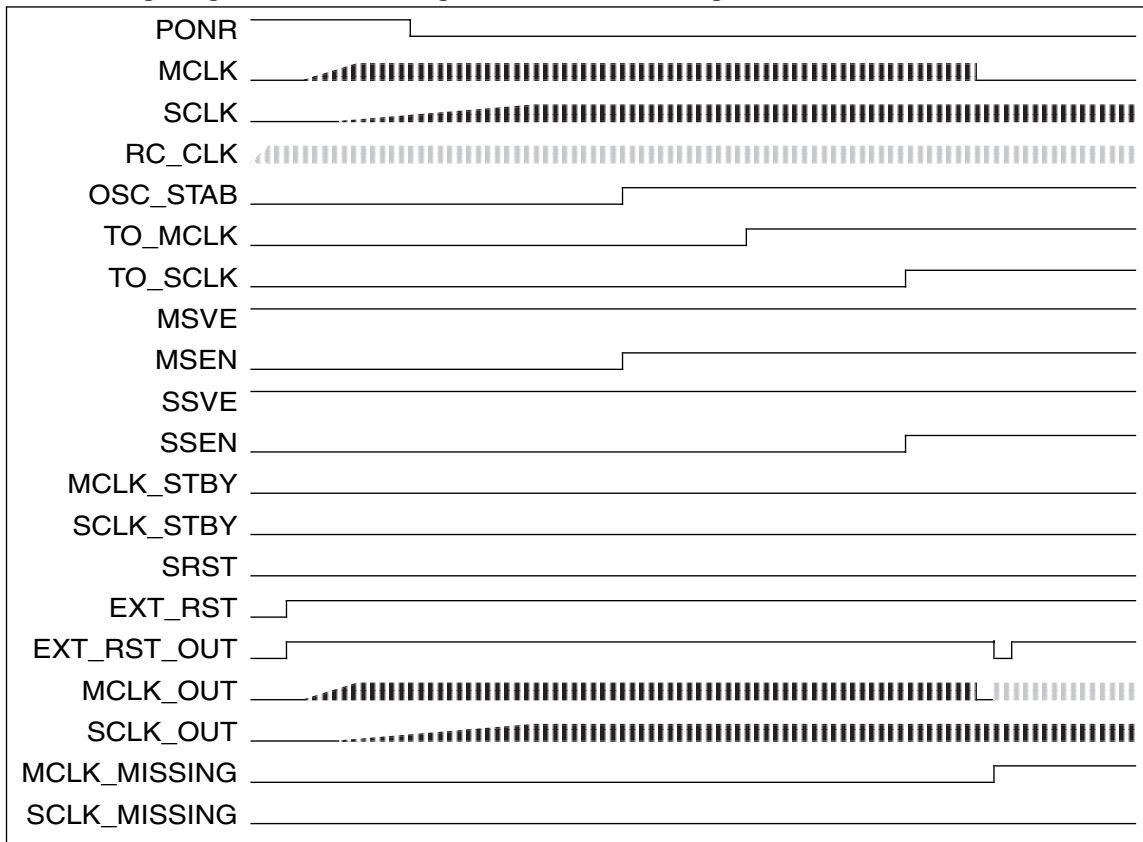 PONR
MCLK
SCLK
RC_CLK
OSC_STAB
TO_MCLK
TO_SCLK
MSVE
MSEN
SSVE
SSEN
MCLK_STBY
SCLK_STBY
SRST
EXT_RST
EXT_RST_OUT
MCLK_OUT
SCLK_OUT
MCLK_MISSING
SCLK_MISSING